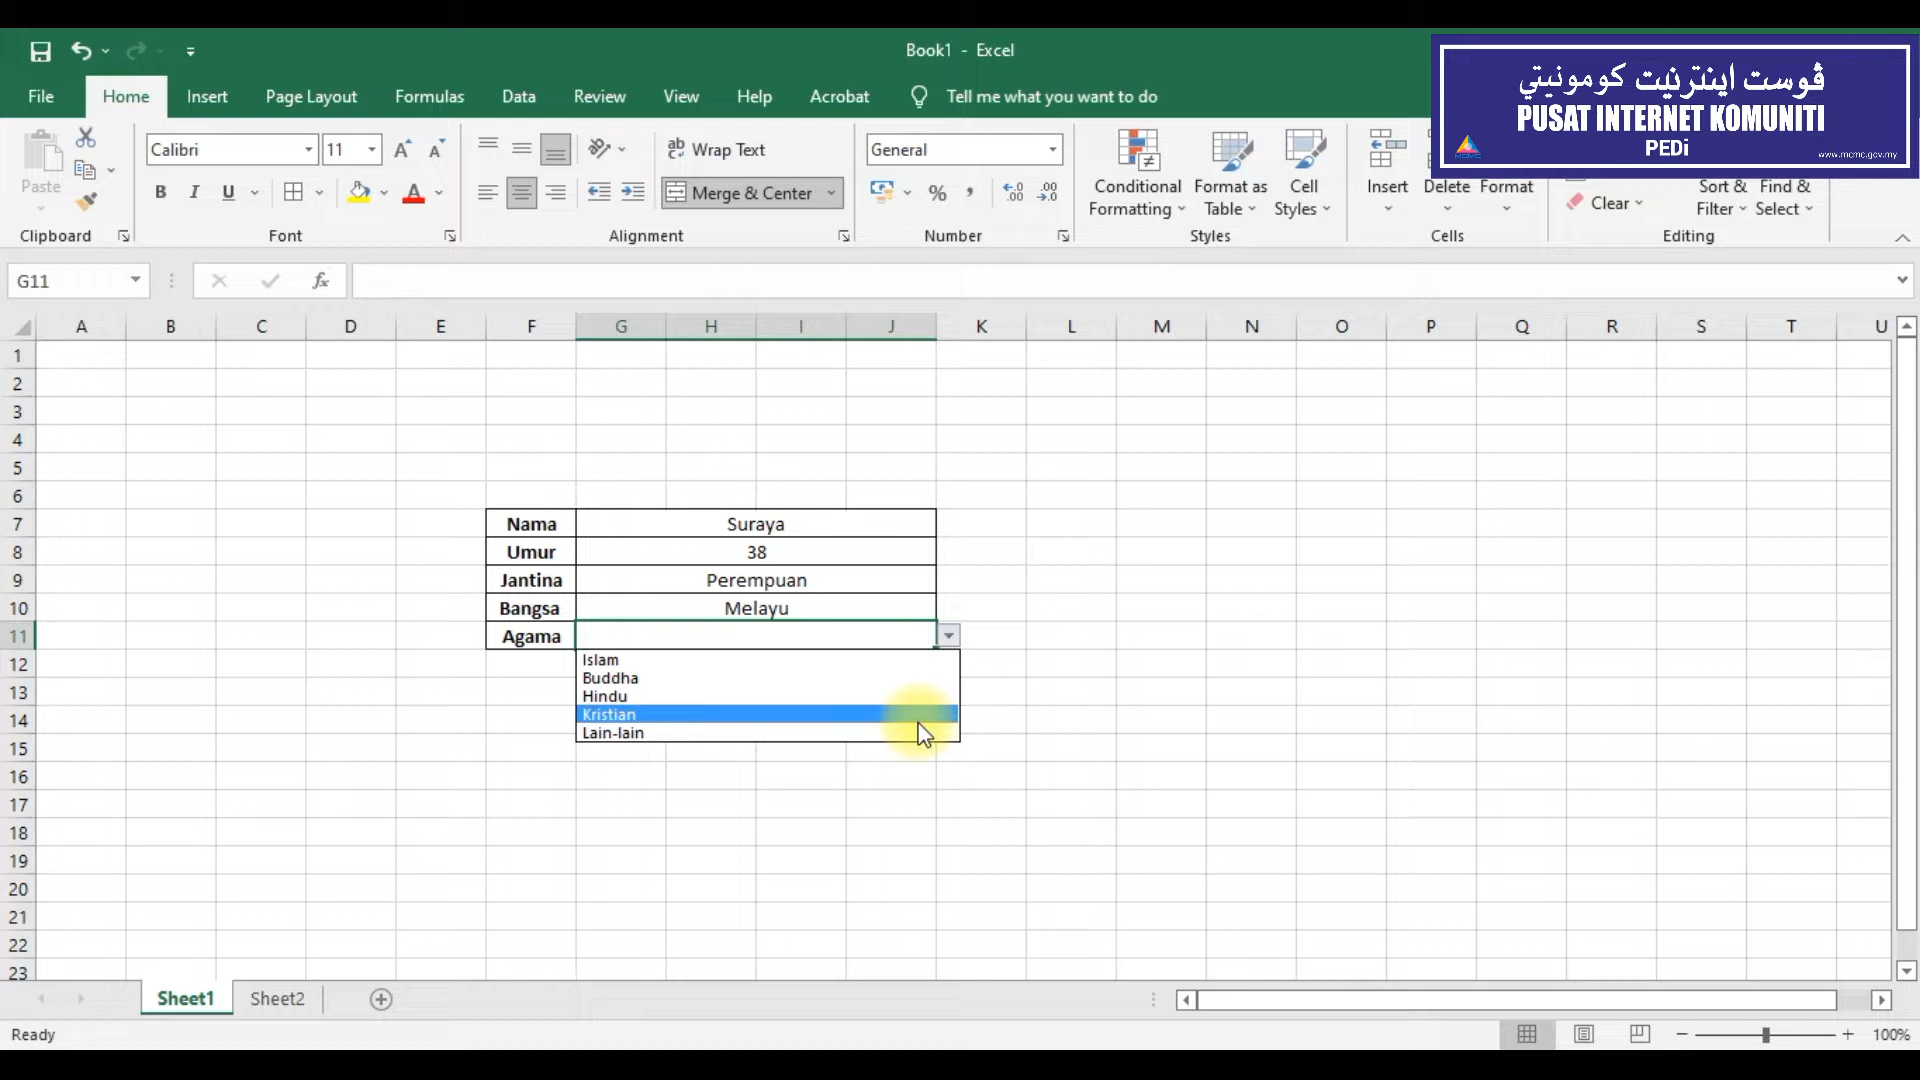 Book1 - Excel
ڤوست اينترنيت كومونيتي
PUSAT INTERNET KOMUNITI
PEDi
MCMC
www.mcmc.gov.my
File Home Insert Page Layout Formulas Data Review View Help Acrobat Tell me what you want to do
Paste
Calibri 11
Wrap Text
General
B I U
Merge & Center
% ,
Conditional Formatting
Format as Table
Cell Styles
Insert Delete Format
Clear
Sort & Filter
Find & Select
Clipboard Font Alignment Number Styles Cells Editing
G11 fx
A B C D E F G H I J K L M N O P Q R S T U
1
2
3
4
5
6
7 Nama Suraya
8 Umur 38
9 Jantina Perempuan
10 Bangsa Melayu
11 Agama
12 Islam
Buddha
13 Hindu
14 Kristian
15 Lain-lain
16
17
18
19
20
21
22
23
Sheet1 Sheet2
Ready 100%